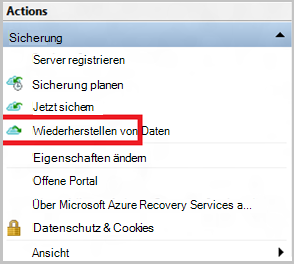 Actions
Sicherung
Server registrieren
Sicherung planen
Jetzt sichern
Wiederherstellen von Daten
Eigenschaften ändern
Offene Portal
Über Microsoft Azure Recovery Services a...
Datenschutz & Cookies
Ansicht